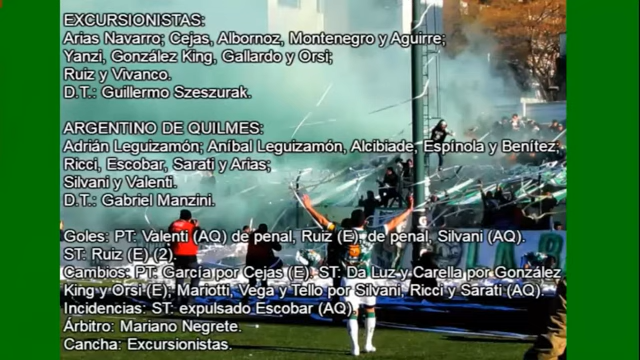 EXCURSIONISTAS:
Arias Navarro; Cejas, Albornoz, Montenegro y Aguirre;
Yanzi, González King, Gallardo y Orsi;
Ruiz y Vivanco.
D.T.: Guillermo Szeszurak.
ARGENTINO DE QUILMES:
Adrián Leguizamón; Aníbal Leguizamón, Alcibiade, Espínola y Benítez;
Ricci, Escobar, Sarati y Arias;
Silvani y Valenti.
D.T.: Gabriel Manzini.
Goles: PT: Valenti (AQ) de penal, Ruiz (E), de penal, Silvani (AQ).
ST: Ruiz (E) (2)
Cambios: PT: García por Cejas (E), ST: Da Luz y Carella por González
King y Orsi (E); Mariotti, Vega y Tello por Silvani, Ricci y Sarati (AQ).
Incidencias: ST: expulsado Escobar (AQ)
Árbitro: Mariano Negrete.
Cancha: Excursionistas.